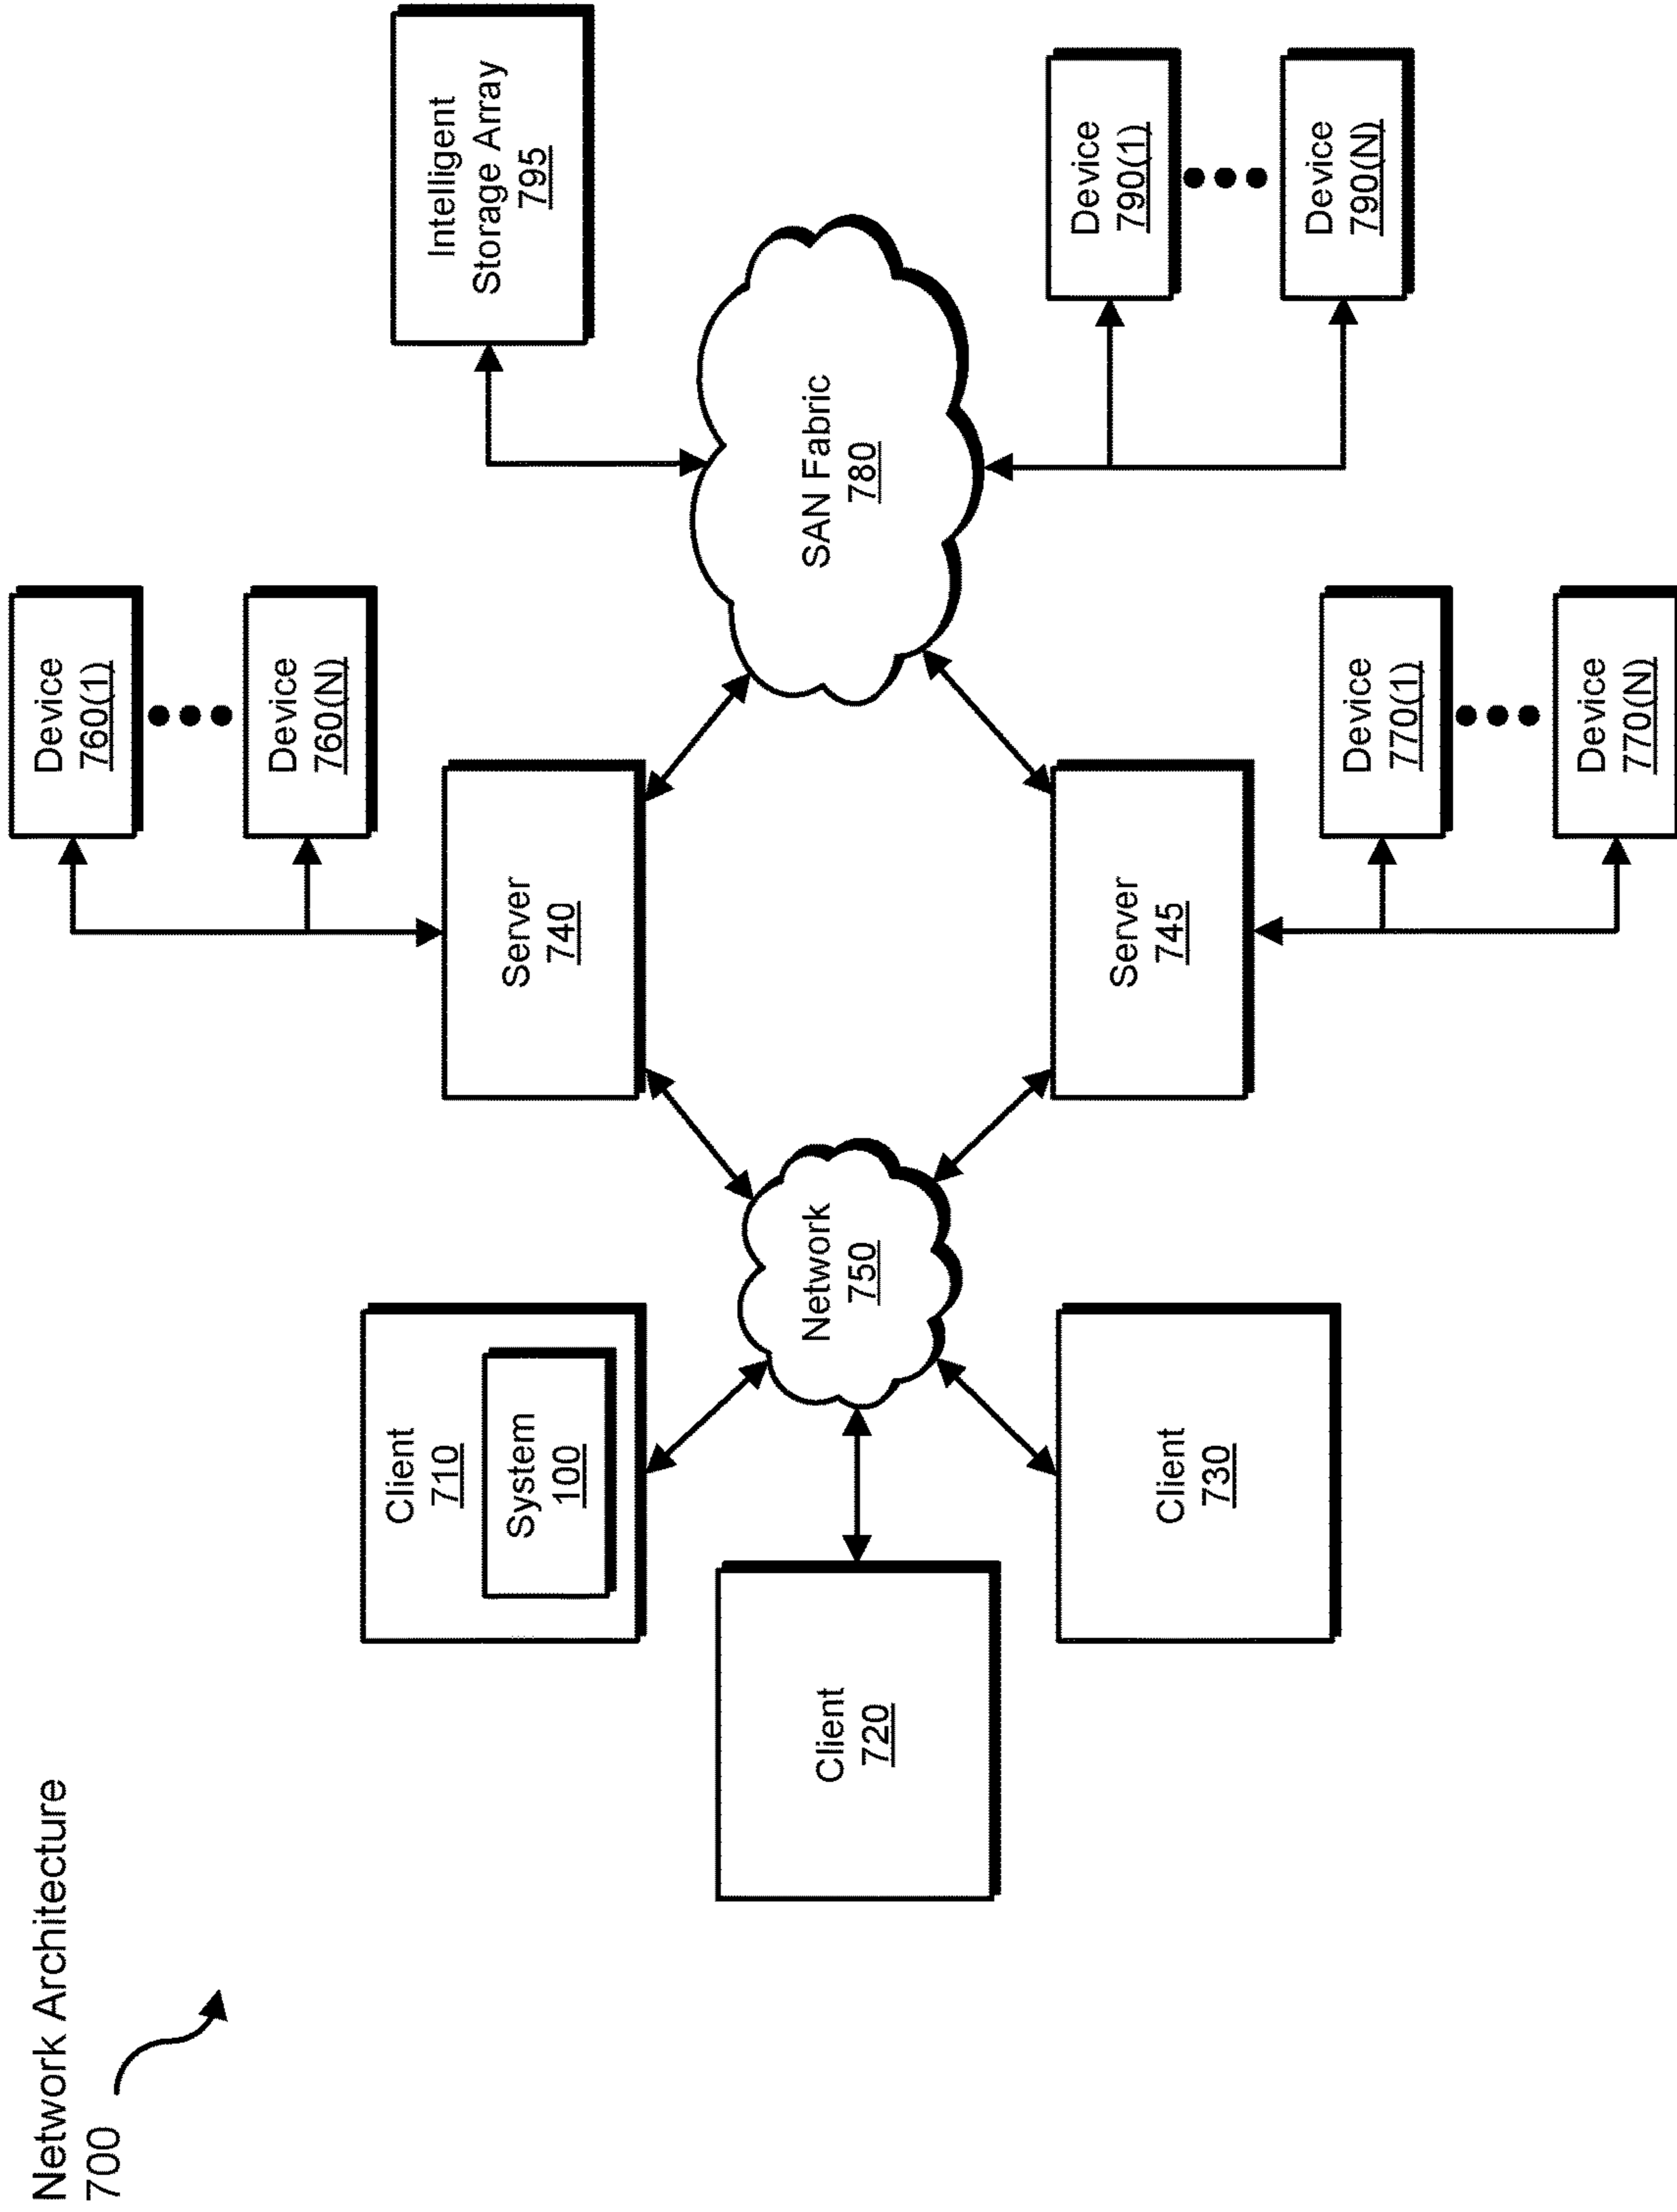 Network Architecture
700
Client
710
System
100
Client
720
Client
730
Network
750
Device
760(1)
Device
760(N)
Server
740
Server
745
Device
770(1)
Device
770(N)
SAN Fabric
780
Intelligent
Storage Array
795
Device
790(1)
Device
790(N)